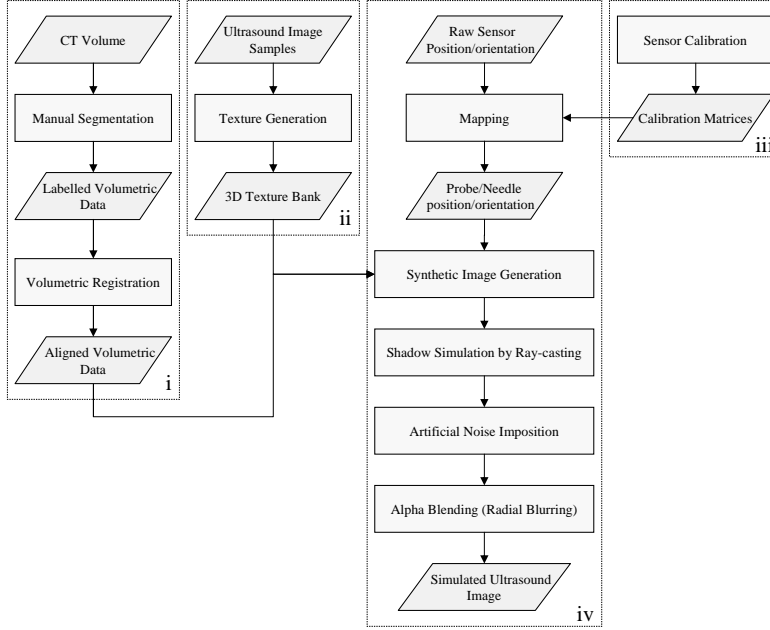 CT Volume
Manual Segmentation
Labelled Volumetric
Data
Volumetric Registration
Aligned Volumetric
Data
i
Ultrasound Image
Samples
Texture Generation
3D Texture Bank
ii
Raw Sensor
Position/orientation
Mapping
Probe/Needle
position/orientation
Synthetic Image Generation
Shadow Simulation by Ray-casting
Artificial Noise Imposition
Alpha Blending (Radial Blurring)
Simulated Ultrasound
Image
iv
Sensor Calibration
Calibration Matrices
iii